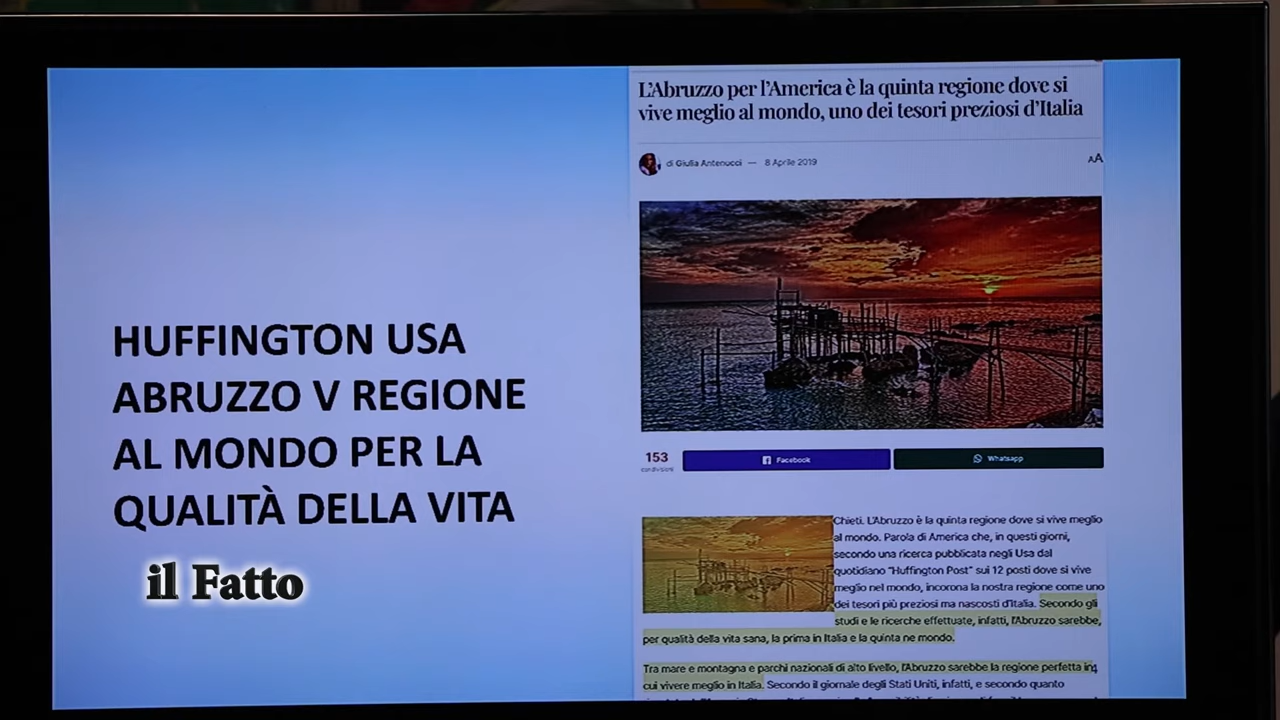 HUFFINGTON USA
ABRUZZO V REGIONE
AL MONDO PER LA
QUALITÀ DELLA VITA
il Fatto
L'Abruzzo per l'America è la quinta regione dove si
vive meglio al mondo, uno dei tesori preziosi d'Italia
di Giulia Antenucci — 8 Aprile 2019
AA
153
condivisioni
Facebook
Whatsapp
Chieti. L'Abruzzo è la quinta regione dove si vive meglio
al mondo. Parola di America che, in questi giorni,
secondo una ricerca pubblicata negli Usa dal
quotidiano "Huffington Post" sui 12 posti dove si vive
meglio nel mondo, incorona la nostra regione come uno
dei tesori più preziosi ma nascosti d'Italia. Secondo gli
studi e le ricerche effettuate, infatti, l'Abruzzo sarebbe,
per qualità della vita sana, la prima in Italia e la quinta ne mondo.
Tra mare e montagna e parchi nazionali di alto livello, l'Abruzzo sarebbe la regione perfetta in
cui vivere meglio in Italia. Secondo il giornale degli Stati Uniti, infatti, e secondo quanto